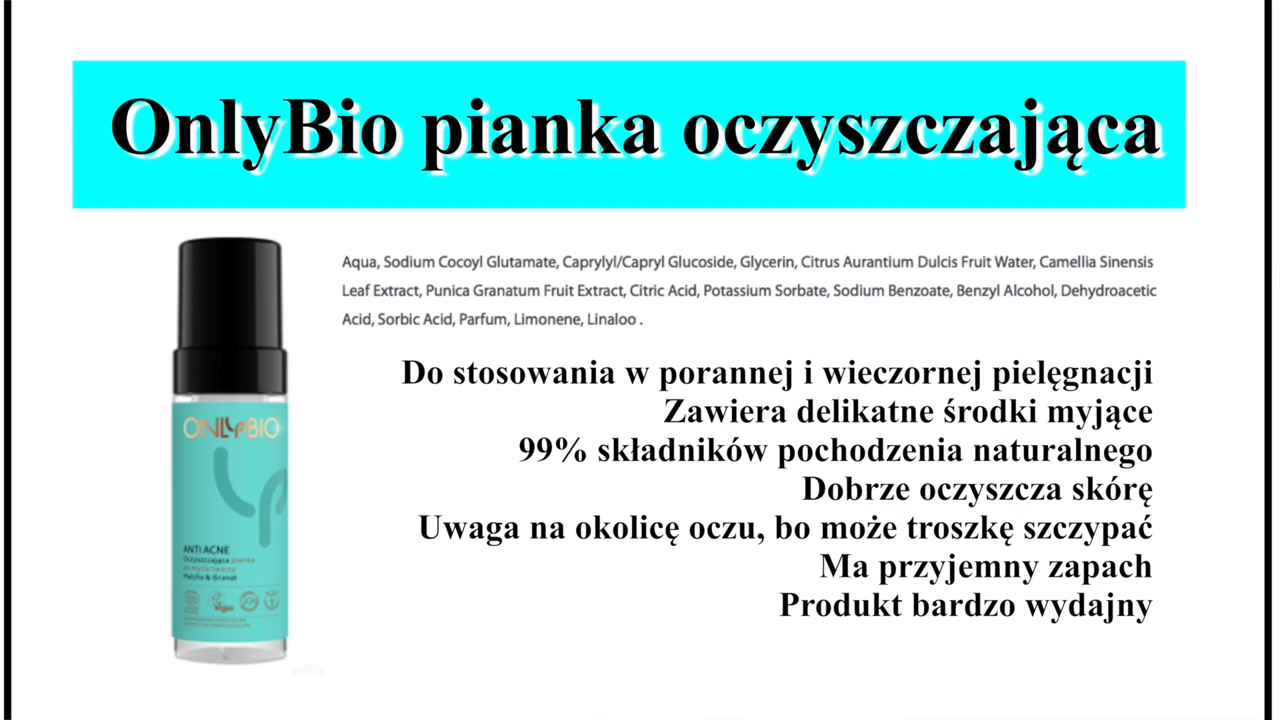 OnlyBio pianka oczyszczająca
Aqua, Sodium Cocoyl Glutamate, Caprylyl/Capryl Glucoside, Glycerin, Citrus Aurantium Dulcis Fruit Water, Camellia Sinensis
Leaf Extract, Punica Granatum Fruit Extract, Citric Acid, Potassium Sorbate, Sodium Benzoate, Benzyl Alcohol, Dehydroacetic
Acid, Sorbic Acid, Parfum, Limonene, Linaloo .
Do stosowania w porannej i wieczornej pielęgnacji
Zawiera delikatne środki myjące
99% składników pochodzenia naturalnego
Dobrze oczyszcza skórę
Uwaga na okolicę oczu, bo może troszkę szczypać
Ma przyjemny zapach
Produkt bardzo wydajny
ONLYBIO
ANTI ACNE
Oczyszczająca pianka
do mycia twarzy
Matcha & Granat
Vegan